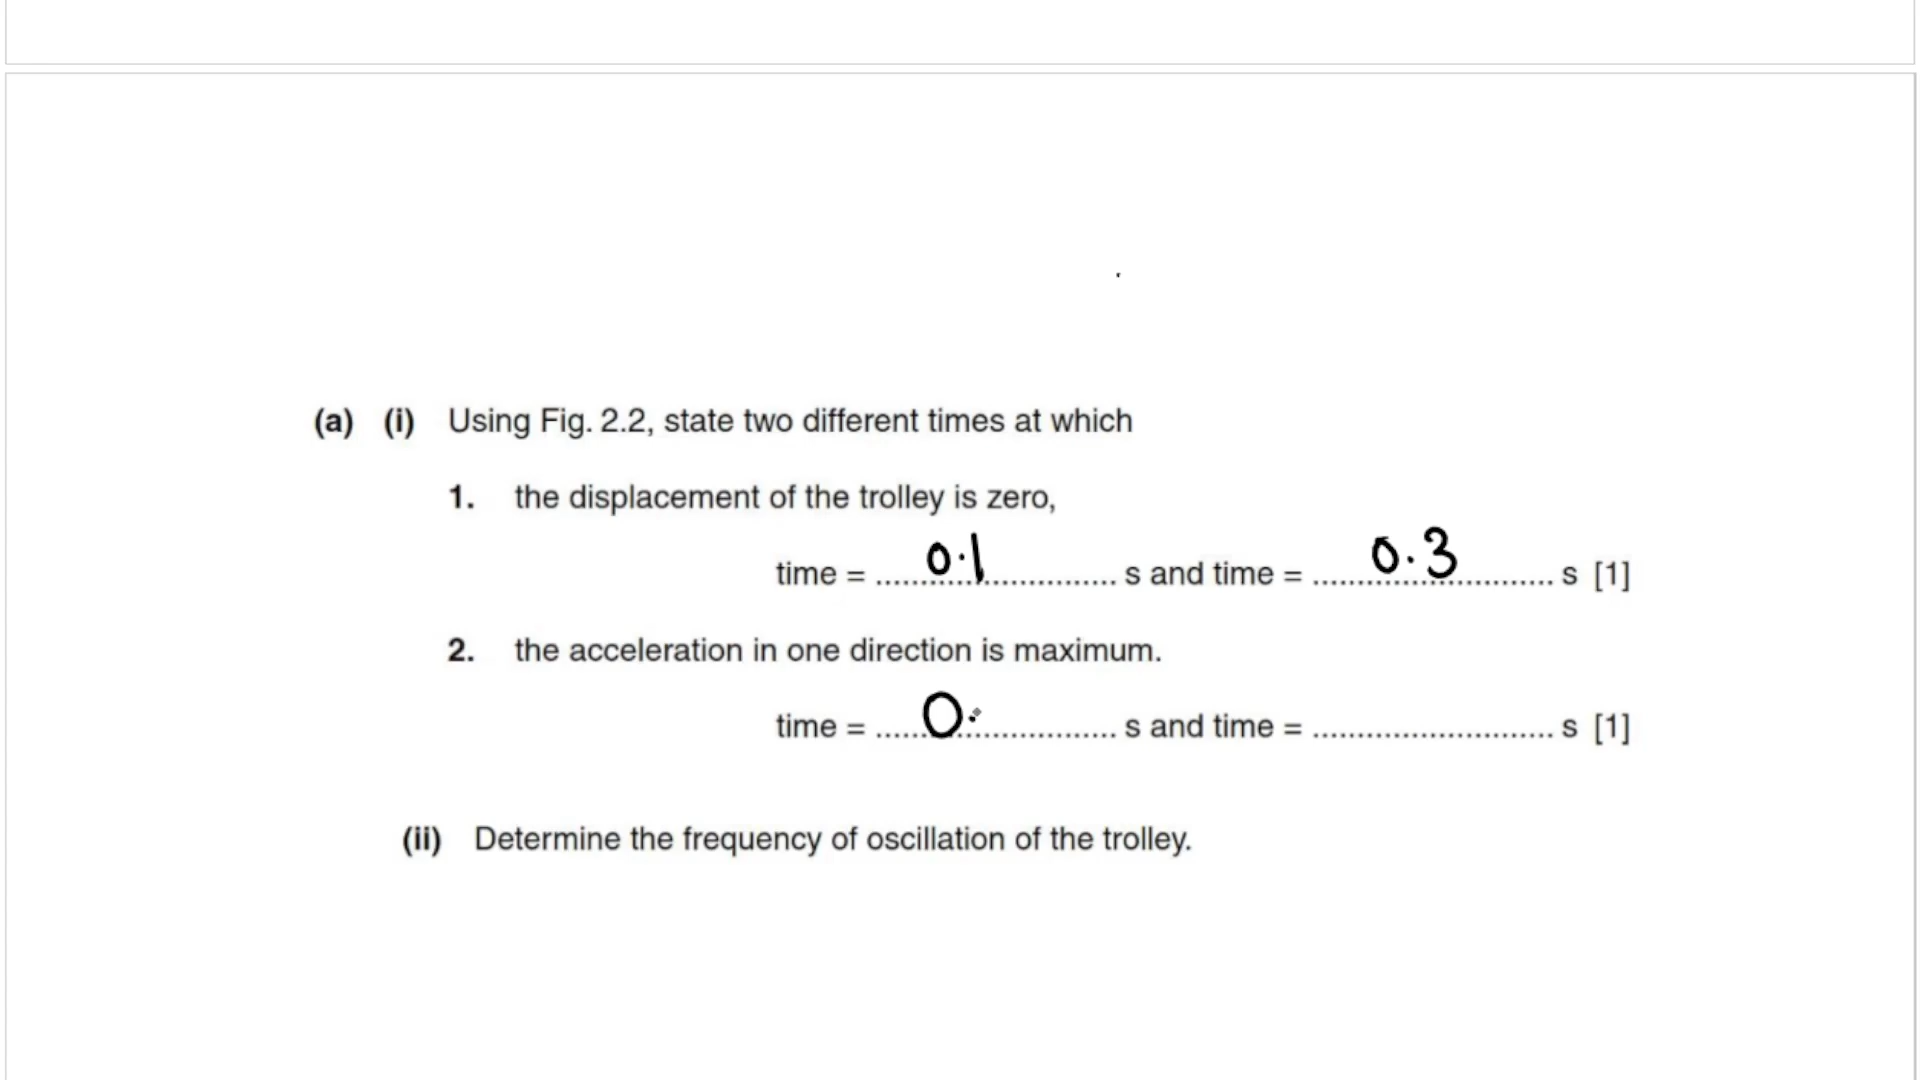 (a) (i) Using Fig. 2.2, state two different times at which
1. the displacement of the trolley is zero,
time = ......0.1...... s and time = ......0.3...... s [1]
2. the acceleration in one direction is maximum.
time = ......0.............. s and time = ........................... s [1]
(ii) Determine the frequency of oscillation of the trolley.